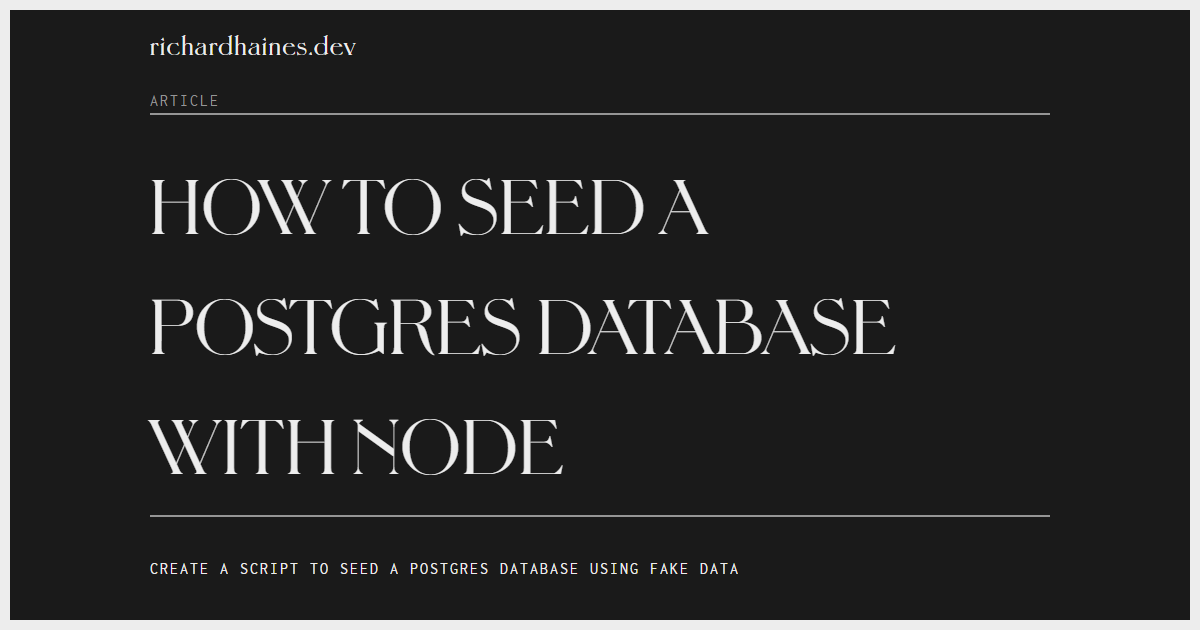 richardhaines.dev
ARTICLE
HOW TO SEED A
POSTGRES DATABASE
WITH NODE
CREATE A SCRIPT TO SEED A POSTGRES DATABASE USING FAKE DATA